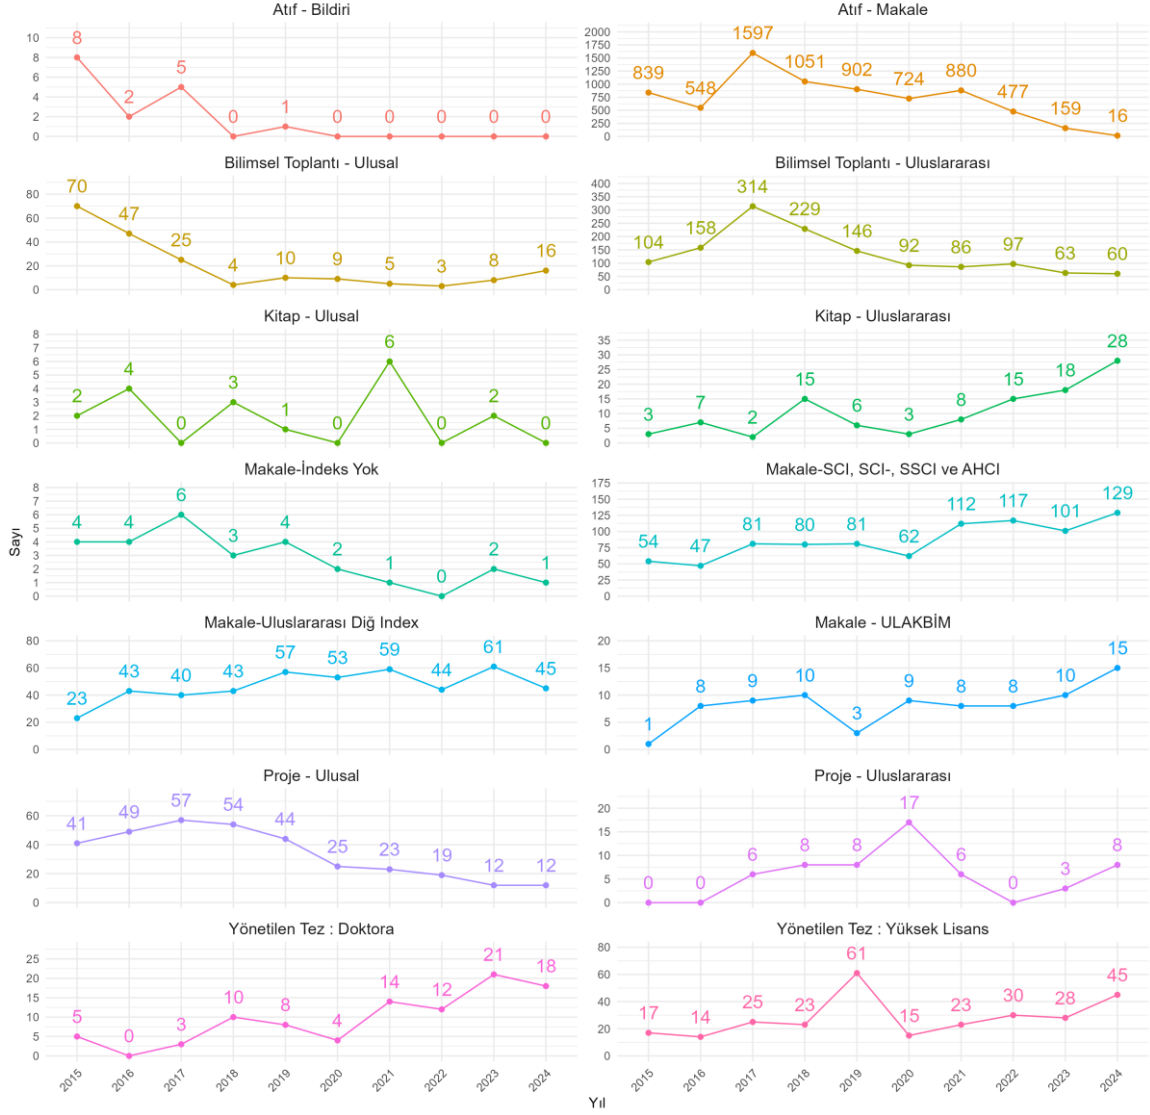 Atıf - Bildiri
10
8
6
4
2
0
8 2 5 0 1 0 0 0 0 0
Atıf - Makale
2000
1750
1500
1250
1000
750
500
250
0
839 548 1597 1051 902 724 880 477 159 16
Bilimsel Toplantı - Ulusal
80
60
40
20
0
70 47 25 4 10 9 5 3 8 16
Bilimsel Toplantı - Uluslararası
400
350
300
250
200
150
100
50
0
104 158 314 229 146 92 86 97 63 60
Kitap - Ulusal
8
7
6
5
4
3
2
1
0
2 4 0 3 1 0 6 0 2 0
Kitap - Uluslararası
35
30
25
20
15
10
5
0
3 7 2 15 6 3 8 15 18 28
Makale-İndeks Yok
8
7
6
5
4
3
2
1
0
4 4 6 3 4 2 1 0 2 1
Makale-SCI, SCI-, SSCI ve AHCI
175
150
125
100
75
50
25
0
54 47 81 80 81 62 112 117 101 129
Sayı
Makale-Uluslararası Diğ Index
80
60
40
20
0
23 43 40 43 57 53 59 44 61 45
Makale - ULAKBİM
20
15
10
5
0
1 8 9 10 3 9 8 8 10 15
Proje - Ulusal
60
40
20
0
41 49 57 54 44 25 23 19 12 12
Proje - Uluslararası
20
15
10
5
0
0 0 6 8 8 17 6 0 3 8
Yönetilen Tez : Doktora
25
20
15
10
5
0
5 0 3 10 8 4 14 12 21 18
2015 2016 2017 2018 2019 2020 2021 2022 2023 2024
Yönetilen Tez : Yüksek Lisans
80
60
40
20
0
17 14 25 23 61 15 23 30 28 45
2015 2016 2017 2018 2019 2020 2021 2022 2023 2024
Yıl